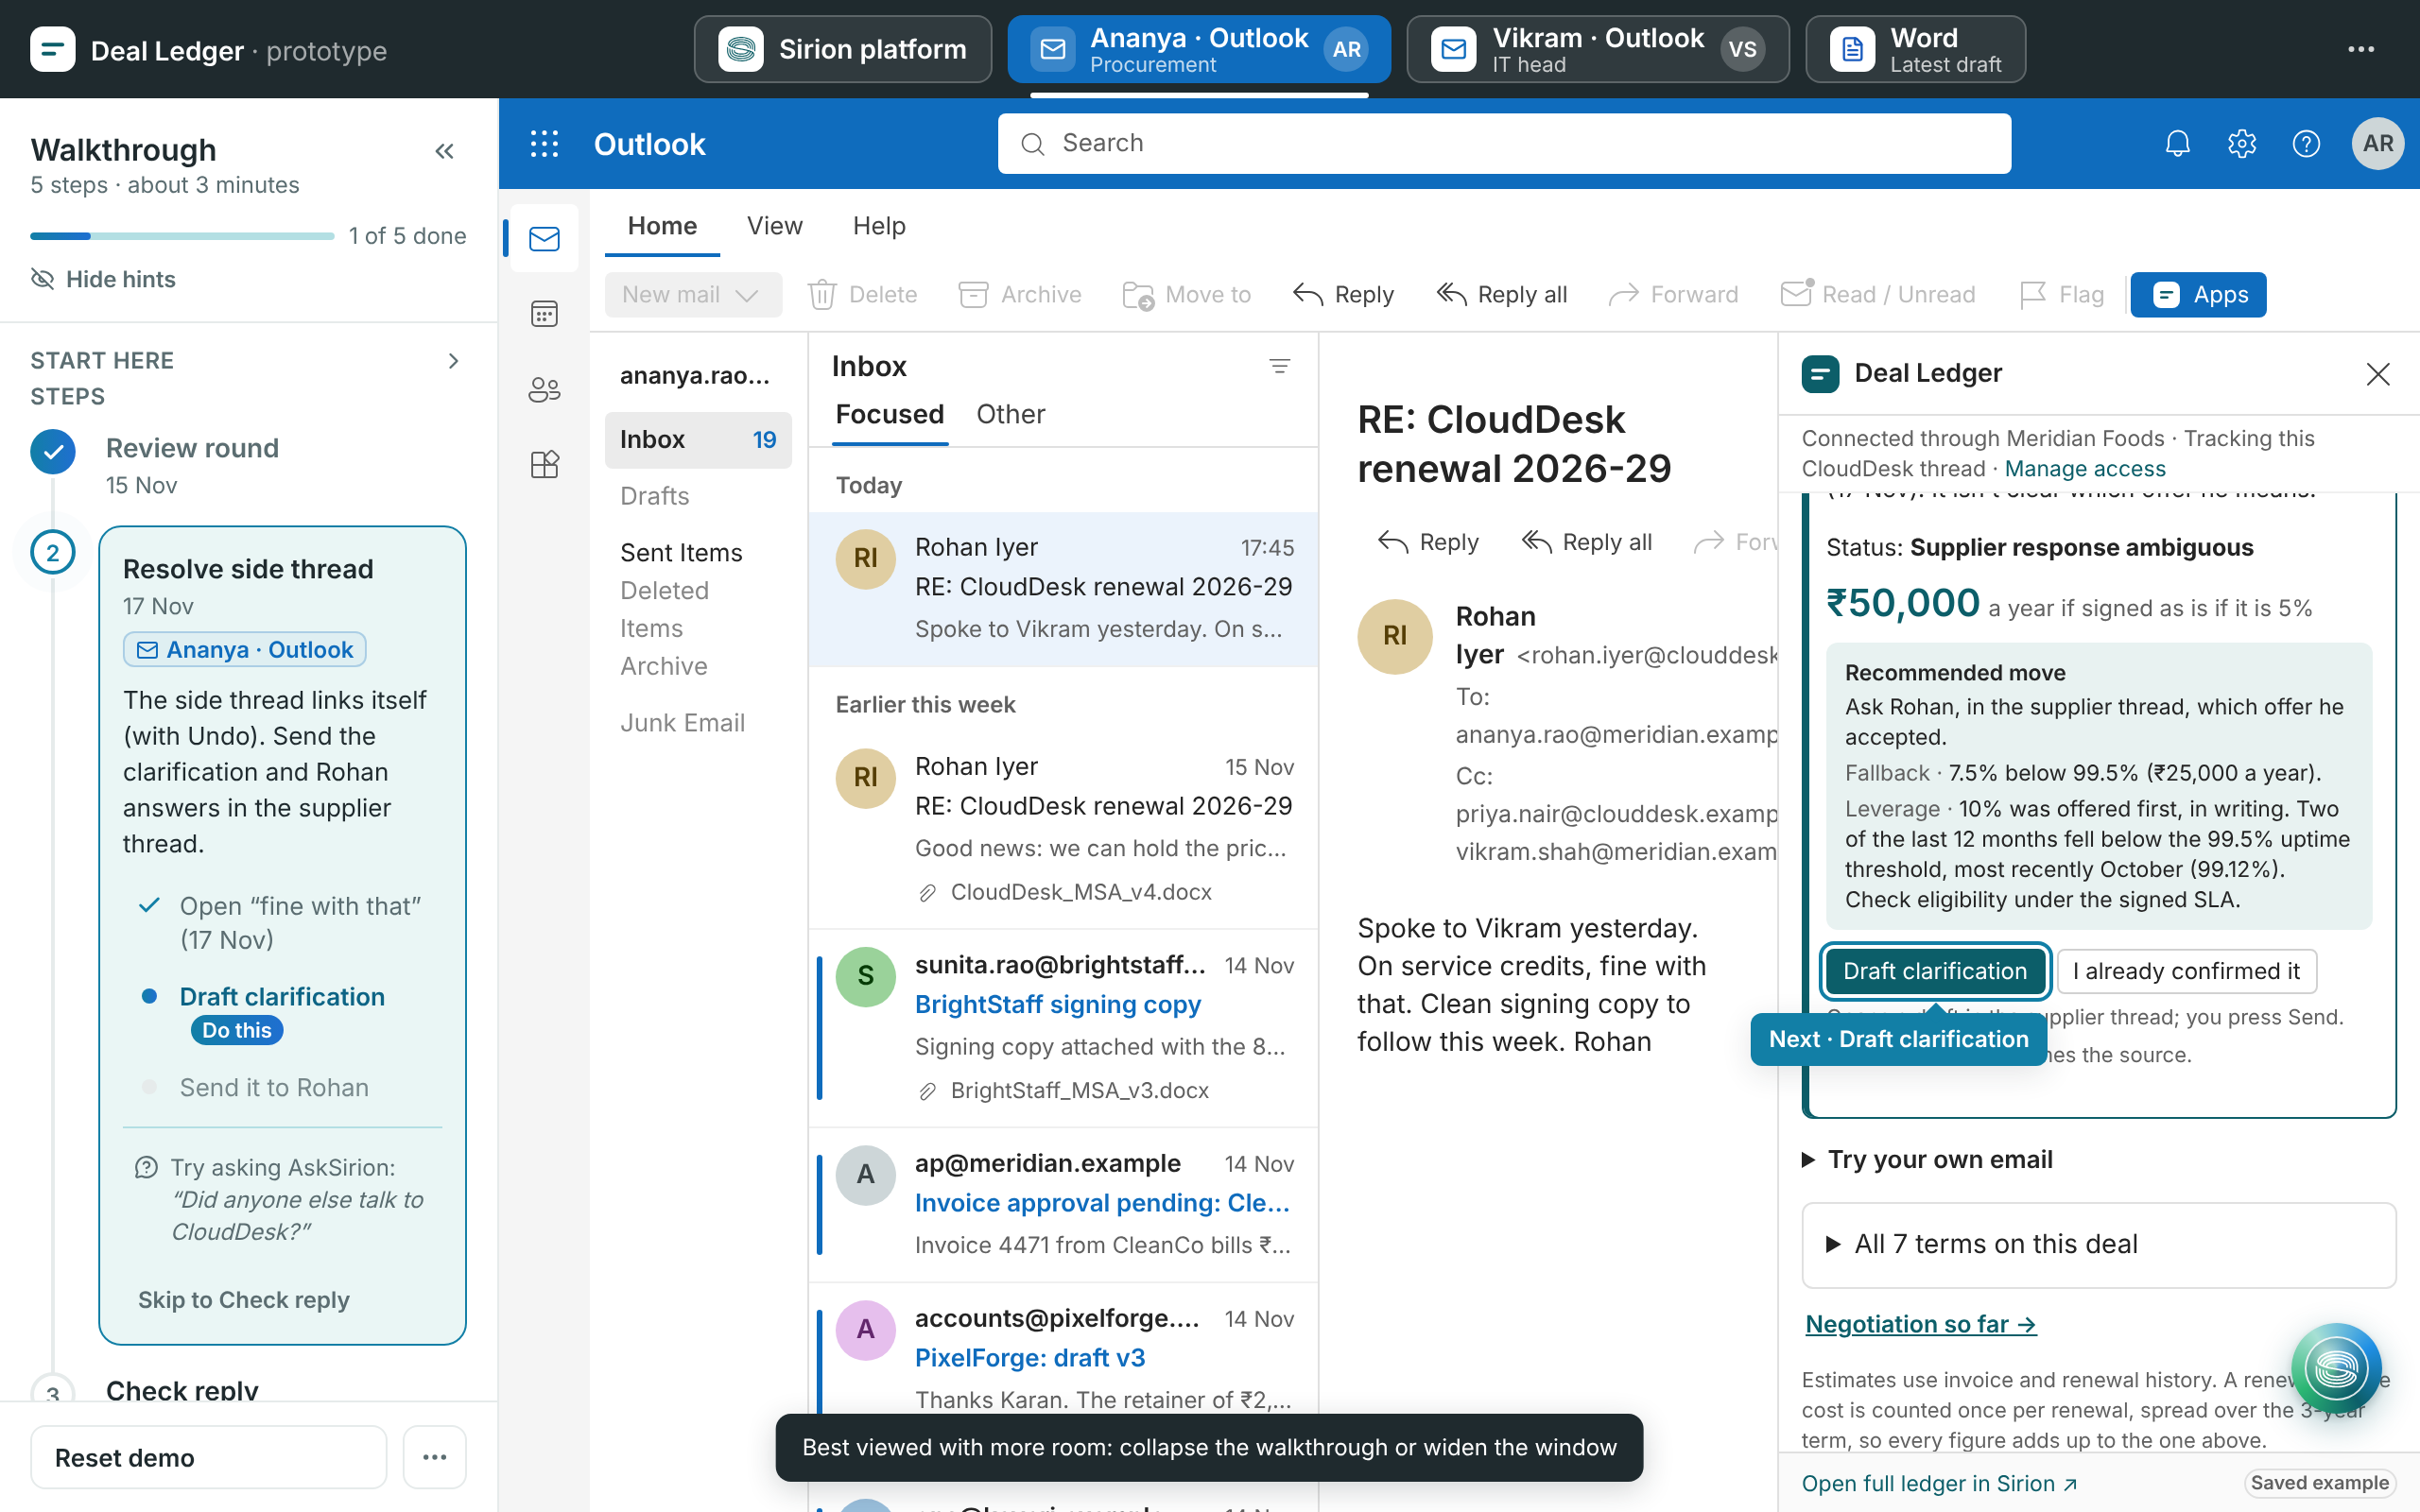 Deal Ledger · prototype
Sirion platform
Ananya · Outlook
Procurement
AR
Vikram · Outlook
IT head
VS
Word
Latest draft
Walkthrough
5 steps · about 3 minutes
1 of 5 done
Hide hints
START HERE
STEPS
Review round
15 Nov
2
Resolve side thread
17 Nov
Ananya · Outlook
The side thread links itself
(with Undo). Send the
clarification and Rohan
answers in the supplier
thread.
Open “fine with that”
(17 Nov)
Draft clarification
Do this
Send it to Rohan
Try asking AskSirion:
“Did anyone else talk to
CloudDesk?”
Skip to Check reply
3
Check reply
Reset demo
Outlook
Search
AR
Home
View
Help
New mail
Delete
Archive
Move to
Reply
Reply all
Forward
Read / Unread
Flag
Apps
ananya.rao...
Inbox 19
Drafts
Sent Items
Deleted
Items
Archive
Junk Email
Inbox
Focused
Other
Today
RI
Rohan Iyer 17:45
RE: CloudDesk renewal 2026-29
Spoke to Vikram yesterday. On s...
Earlier this week
RI
Rohan Iyer 15 Nov
RE: CloudDesk renewal 2026-29
Good news: we can hold the pric...
CloudDesk_MSA_v4.docx
S
sunita.rao@brightstaff... 14 Nov
BrightStaff signing copy
Signing copy attached with the 8...
BrightStaff_MSA_v3.docx
A
ap@meridian.example 14 Nov
Invoice approval pending: Cle...
Invoice 4471 from CleanCo bills ₹...
A
accounts@pixelforge.... 14 Nov
PixelForge: draft v3
Thanks Karan. The retainer of ₹2,...
RE: CloudDesk
renewal 2026-29
Reply
Reply all
RI
Rohan
Iyer <rohan.iyer@clouddesk
To:
ananya.rao@meridian.examp
Cc:
priya.nair@clouddesk.examp
vikram.shah@meridian.exam
Spoke to Vikram yesterday.
On service credits, fine with
that. Clean signing copy to
follow this week. Rohan
Deal Ledger
Connected through Meridian Foods · Tracking this
CloudDesk thread · Manage access
(17 Nov). It isn't clear which offer he means.
Status: Supplier response ambiguous
₹50,000 a year if signed as is if it is 5%
Recommended move
Ask Rohan, in the supplier thread, which offer he
accepted.
Fallback · 7.5% below 99.5% (₹25,000 a year).
Leverage · 10% was offered first, in writing. Two
of the last 12 months fell below the 99.5% uptime
threshold, most recently October (99.12%).
Check eligibility under the signed SLA.
Draft clarification
I already confirmed it
supplier thread; you press Send.
Next · Draft clarification
the source.
Try your own email
All 7 terms on this deal
Negotiation so far →
Estimates use invoice and renewal history. A
cost is counted once per renewal, spread over the 3-year
term, so every figure adds up to the one above.
Open full ledger in Sirion ↗
Saved example
Best viewed with more room: collapse the walkthrough or widen the window